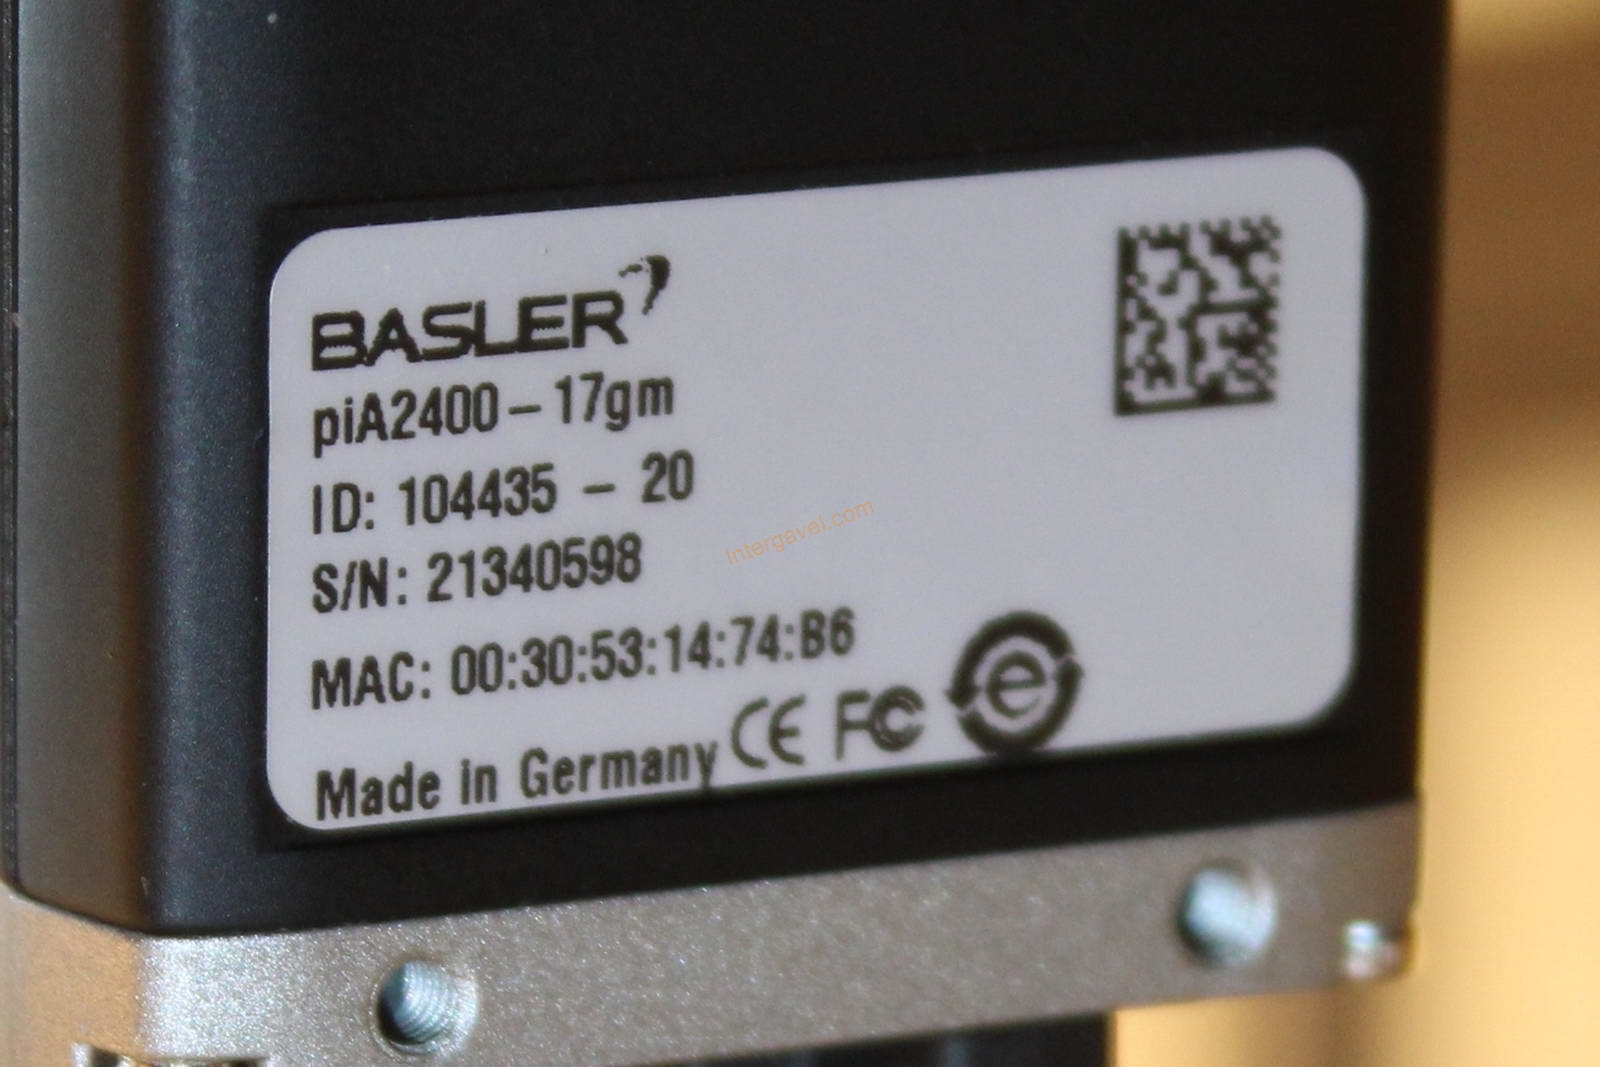 BASLER
piA2400-17gm
ID: 104435 - 20
S/N: 21340598
MAC: 00:30:53:14:74:B6
Made in Germany CE FC e
Intergavel.com